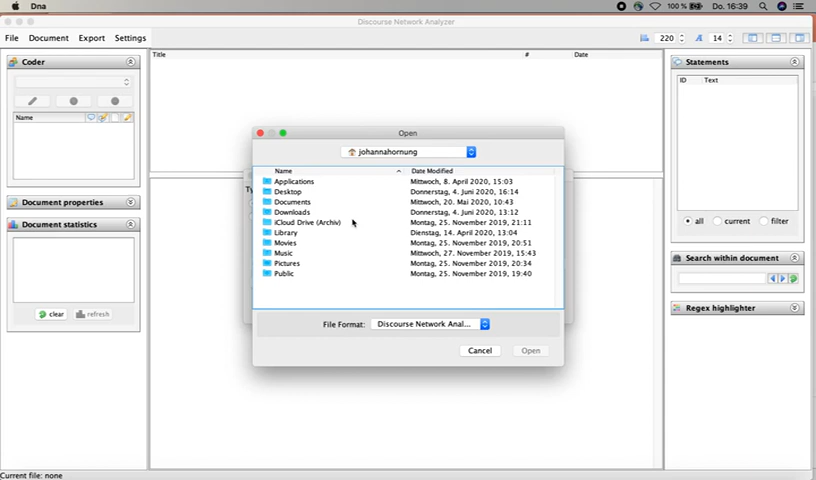 Dna 100 % Do. 16:39
Discourse Network Analyzer
File Document Export Settings 220 14
Coder
Name
Document properties
Document statistics
clear refresh
Title # Date
Open
johannahornung
Name Date Modified
Applications Mittwoch, 8. April 2020, 15:03
Desktop Donnerstag, 4. Juni 2020, 16:14
Documents Mittwoch, 20. Mai 2020, 10:43
Downloads Donnerstag, 4. Juni 2020, 13:12
iCloud Drive (Archiv) Montag, 25. November 2019, 21:11
Library Dienstag, 14. April 2020, 13:04
Movies Montag, 25. November 2019, 20:51
Music Mittwoch, 27. November 2019, 15:43
Pictures Montag, 25. November 2019, 20:34
Public Montag, 25. November 2019, 19:40
File Format: Discourse Network Anal...
Cancel Open
Statements
ID Text
all current filter
Search within document
Regex highlighter
Current file: none